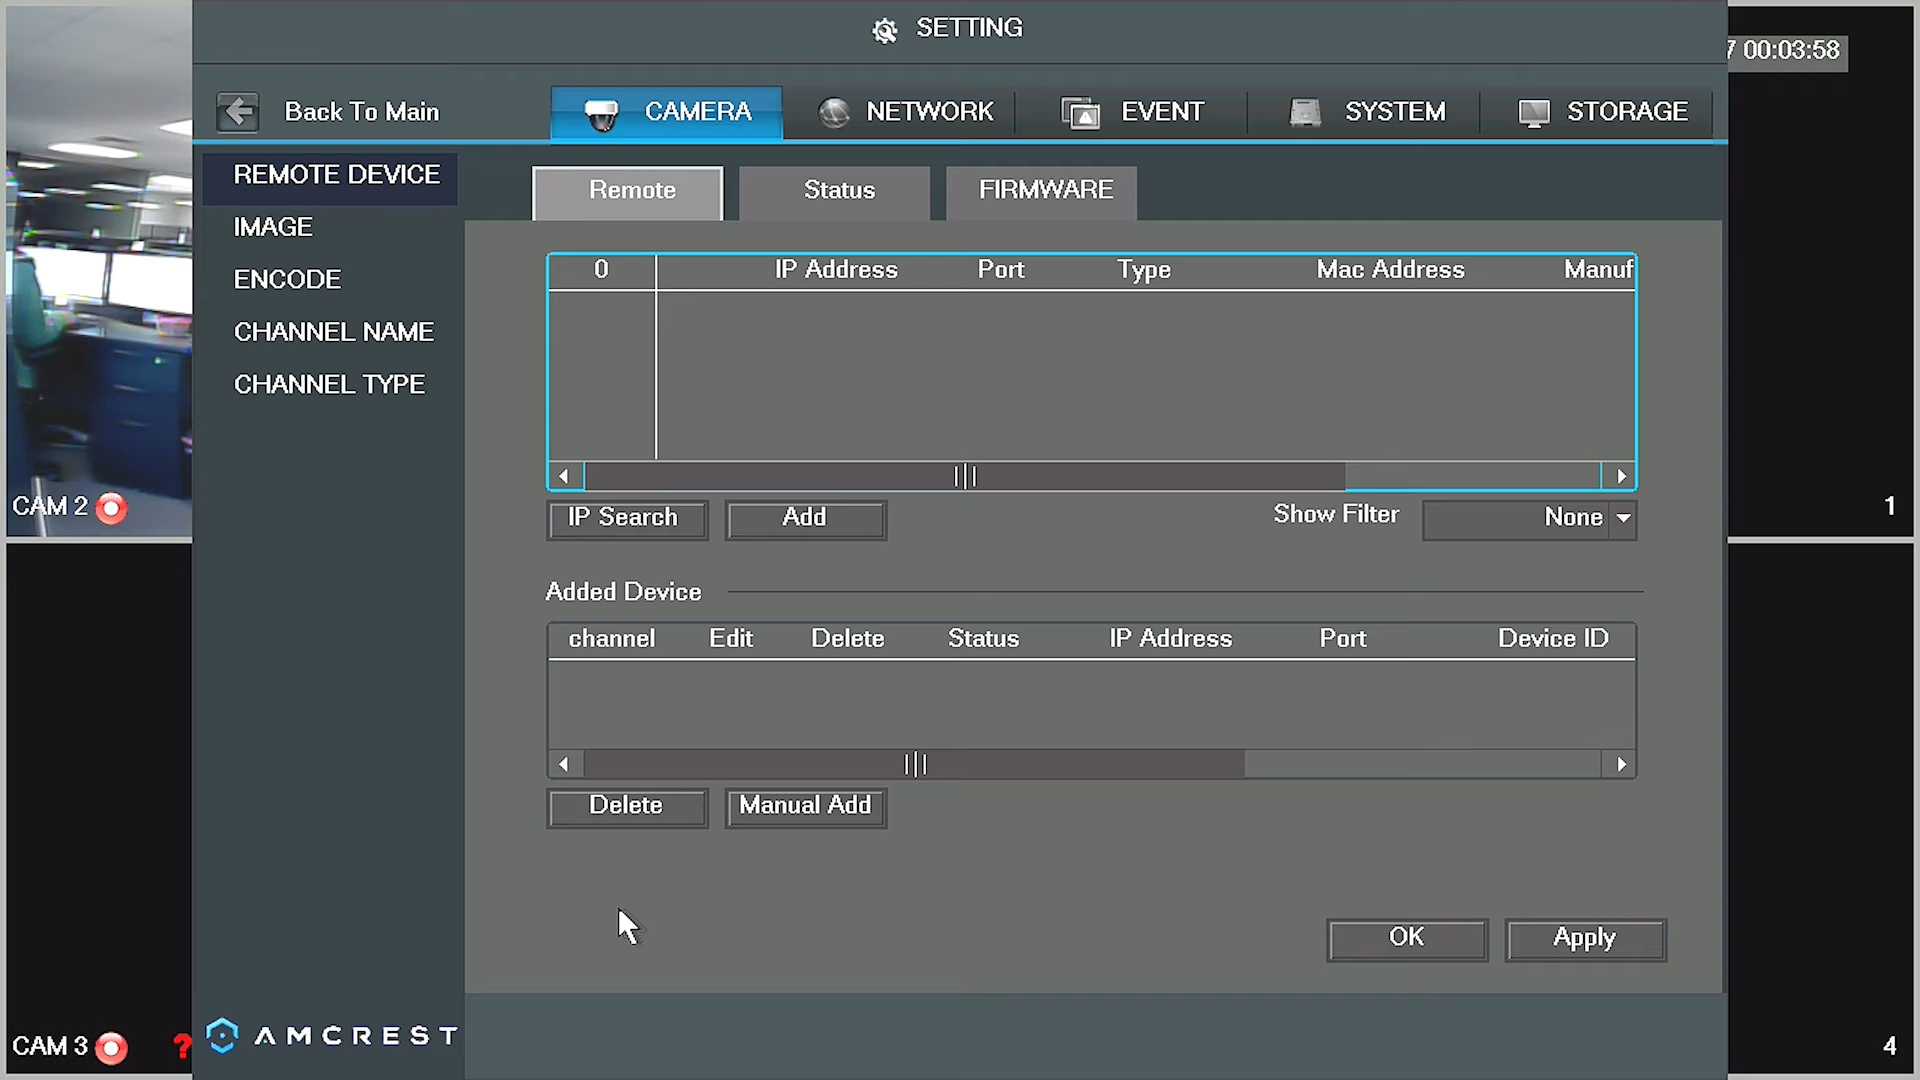 SETTING
7 00:03:58
Back To Main
CAMERA
NETWORK
EVENT
SYSTEM
STORAGE
REMOTE DEVICE
IMAGE
ENCODE
CHANNEL NAME
CHANNEL TYPE
Remote
Status
FIRMWARE
0 IP Address Port Type Mac Address Manuf
IP Search
Add
Show Filter
None
Added Device
channel Edit Delete Status IP Address Port Device ID
Delete
Manual Add
OK
Apply
CAM 2
1
CAM 3
?
AMCREST
4